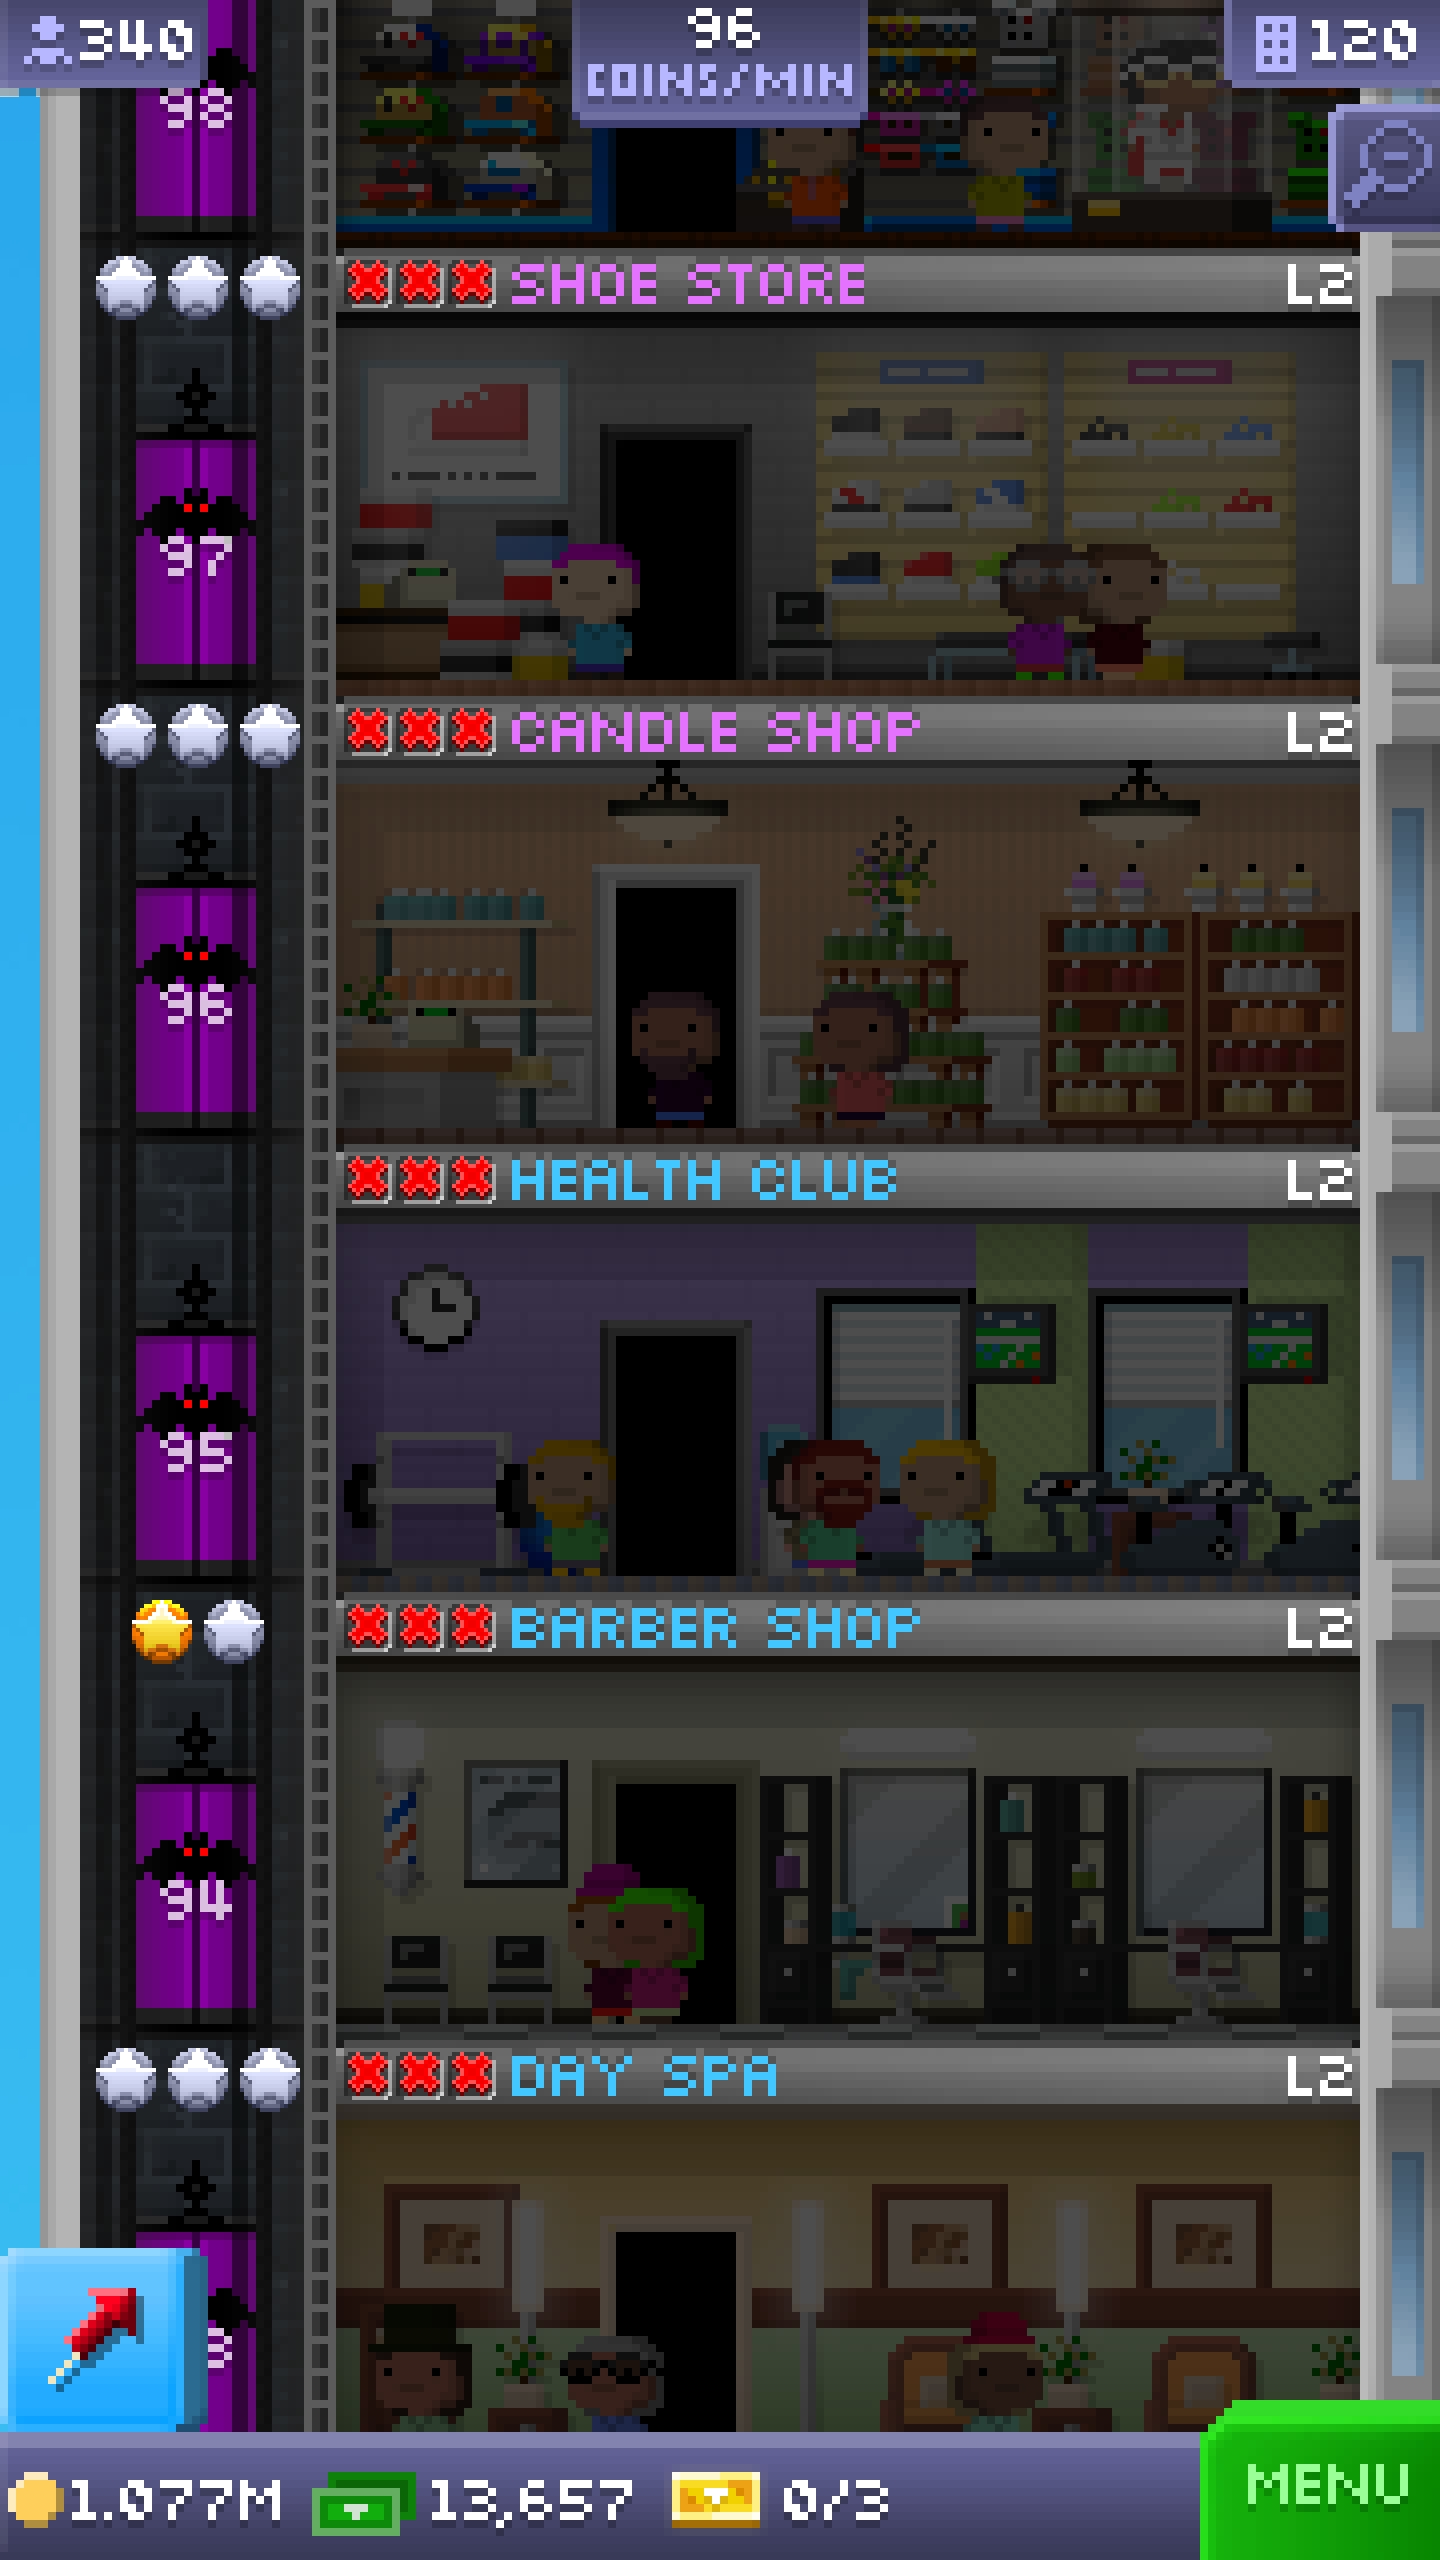 340
96
COINS/MIN
120
98
SHOE STORE L2
97
CANDLE SHOP L2
96
HEALTH CLUB L2
95
BARBER SHOP L2
94
DAY SPA L2
3
1.077M 13,657 0/3
MENU